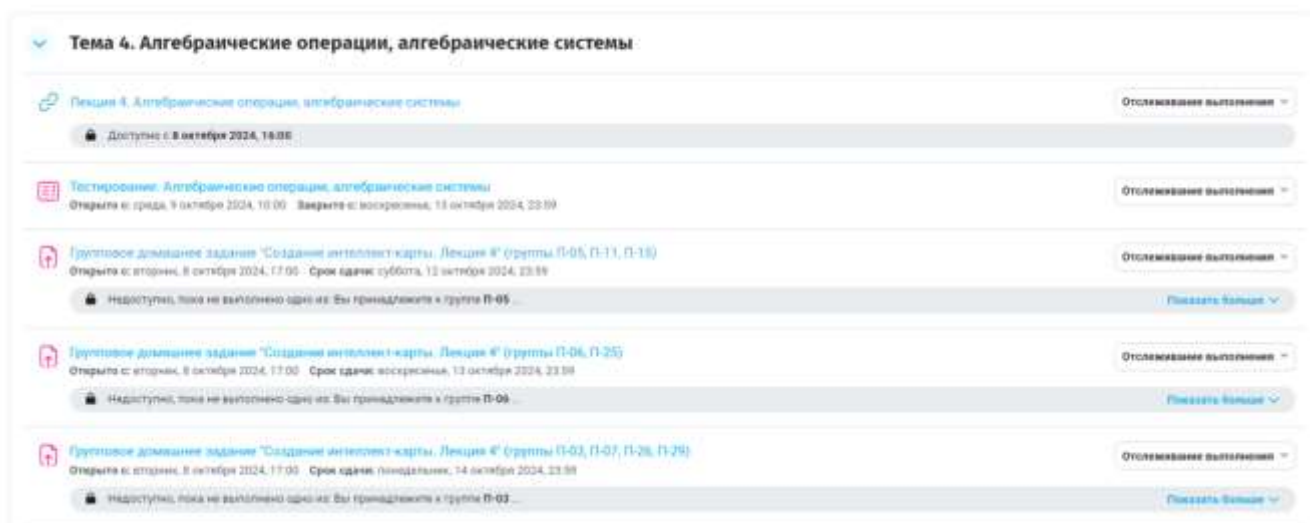 Тема 4. Алгебраические операции, алгебраические системы
Лекция 4. Алгебраические операции, алгебраические системы
Отслеживание выполнения
Доступно с 8 октября 2024, 16:00
Тестирование. Алгебраические операции, алгебраические системы
Отслеживание выполнения
Открыто с: среда, 9 октября 2024, 10:00 Закрыто с: воскресенье, 13 октября 2024, 23:59
Групповое домашнее задание "Создание интеллект-карты. Лекция 4" (группы П-05, П-11, П-15)
Отслеживание выполнения
Открыто с: вторник, 8 октября 2024, 17:00 Срок сдачи: суббота, 12 октября 2024, 23:59
Недоступно, пока не выполнено одно из: Вы принадлежите к группе П-05 ...
Показать больше
Групповое домашнее задание "Создание интеллект-карты. Лекция 4" (группы П-06, П-25)
Отслеживание выполнения
Открыто с: вторник, 8 октября 2024, 17:00 Срок сдачи: воскресенье, 13 октября 2024, 23:59
Недоступно, пока не выполнено одно из: Вы принадлежите к группе П-06 ...
Показать больше
Групповое домашнее задание "Создание интеллект-карты. Лекция 4" (группы П-03, П-07, П-28, П-29)
Отслеживание выполнения
Открыто с: вторник, 8 октября 2024, 17:00 Срок сдачи: понедельник, 14 октября 2024, 23:59
Недоступно, пока не выполнено одно из: Вы принадлежите к группе П-03 ...
Показать больше